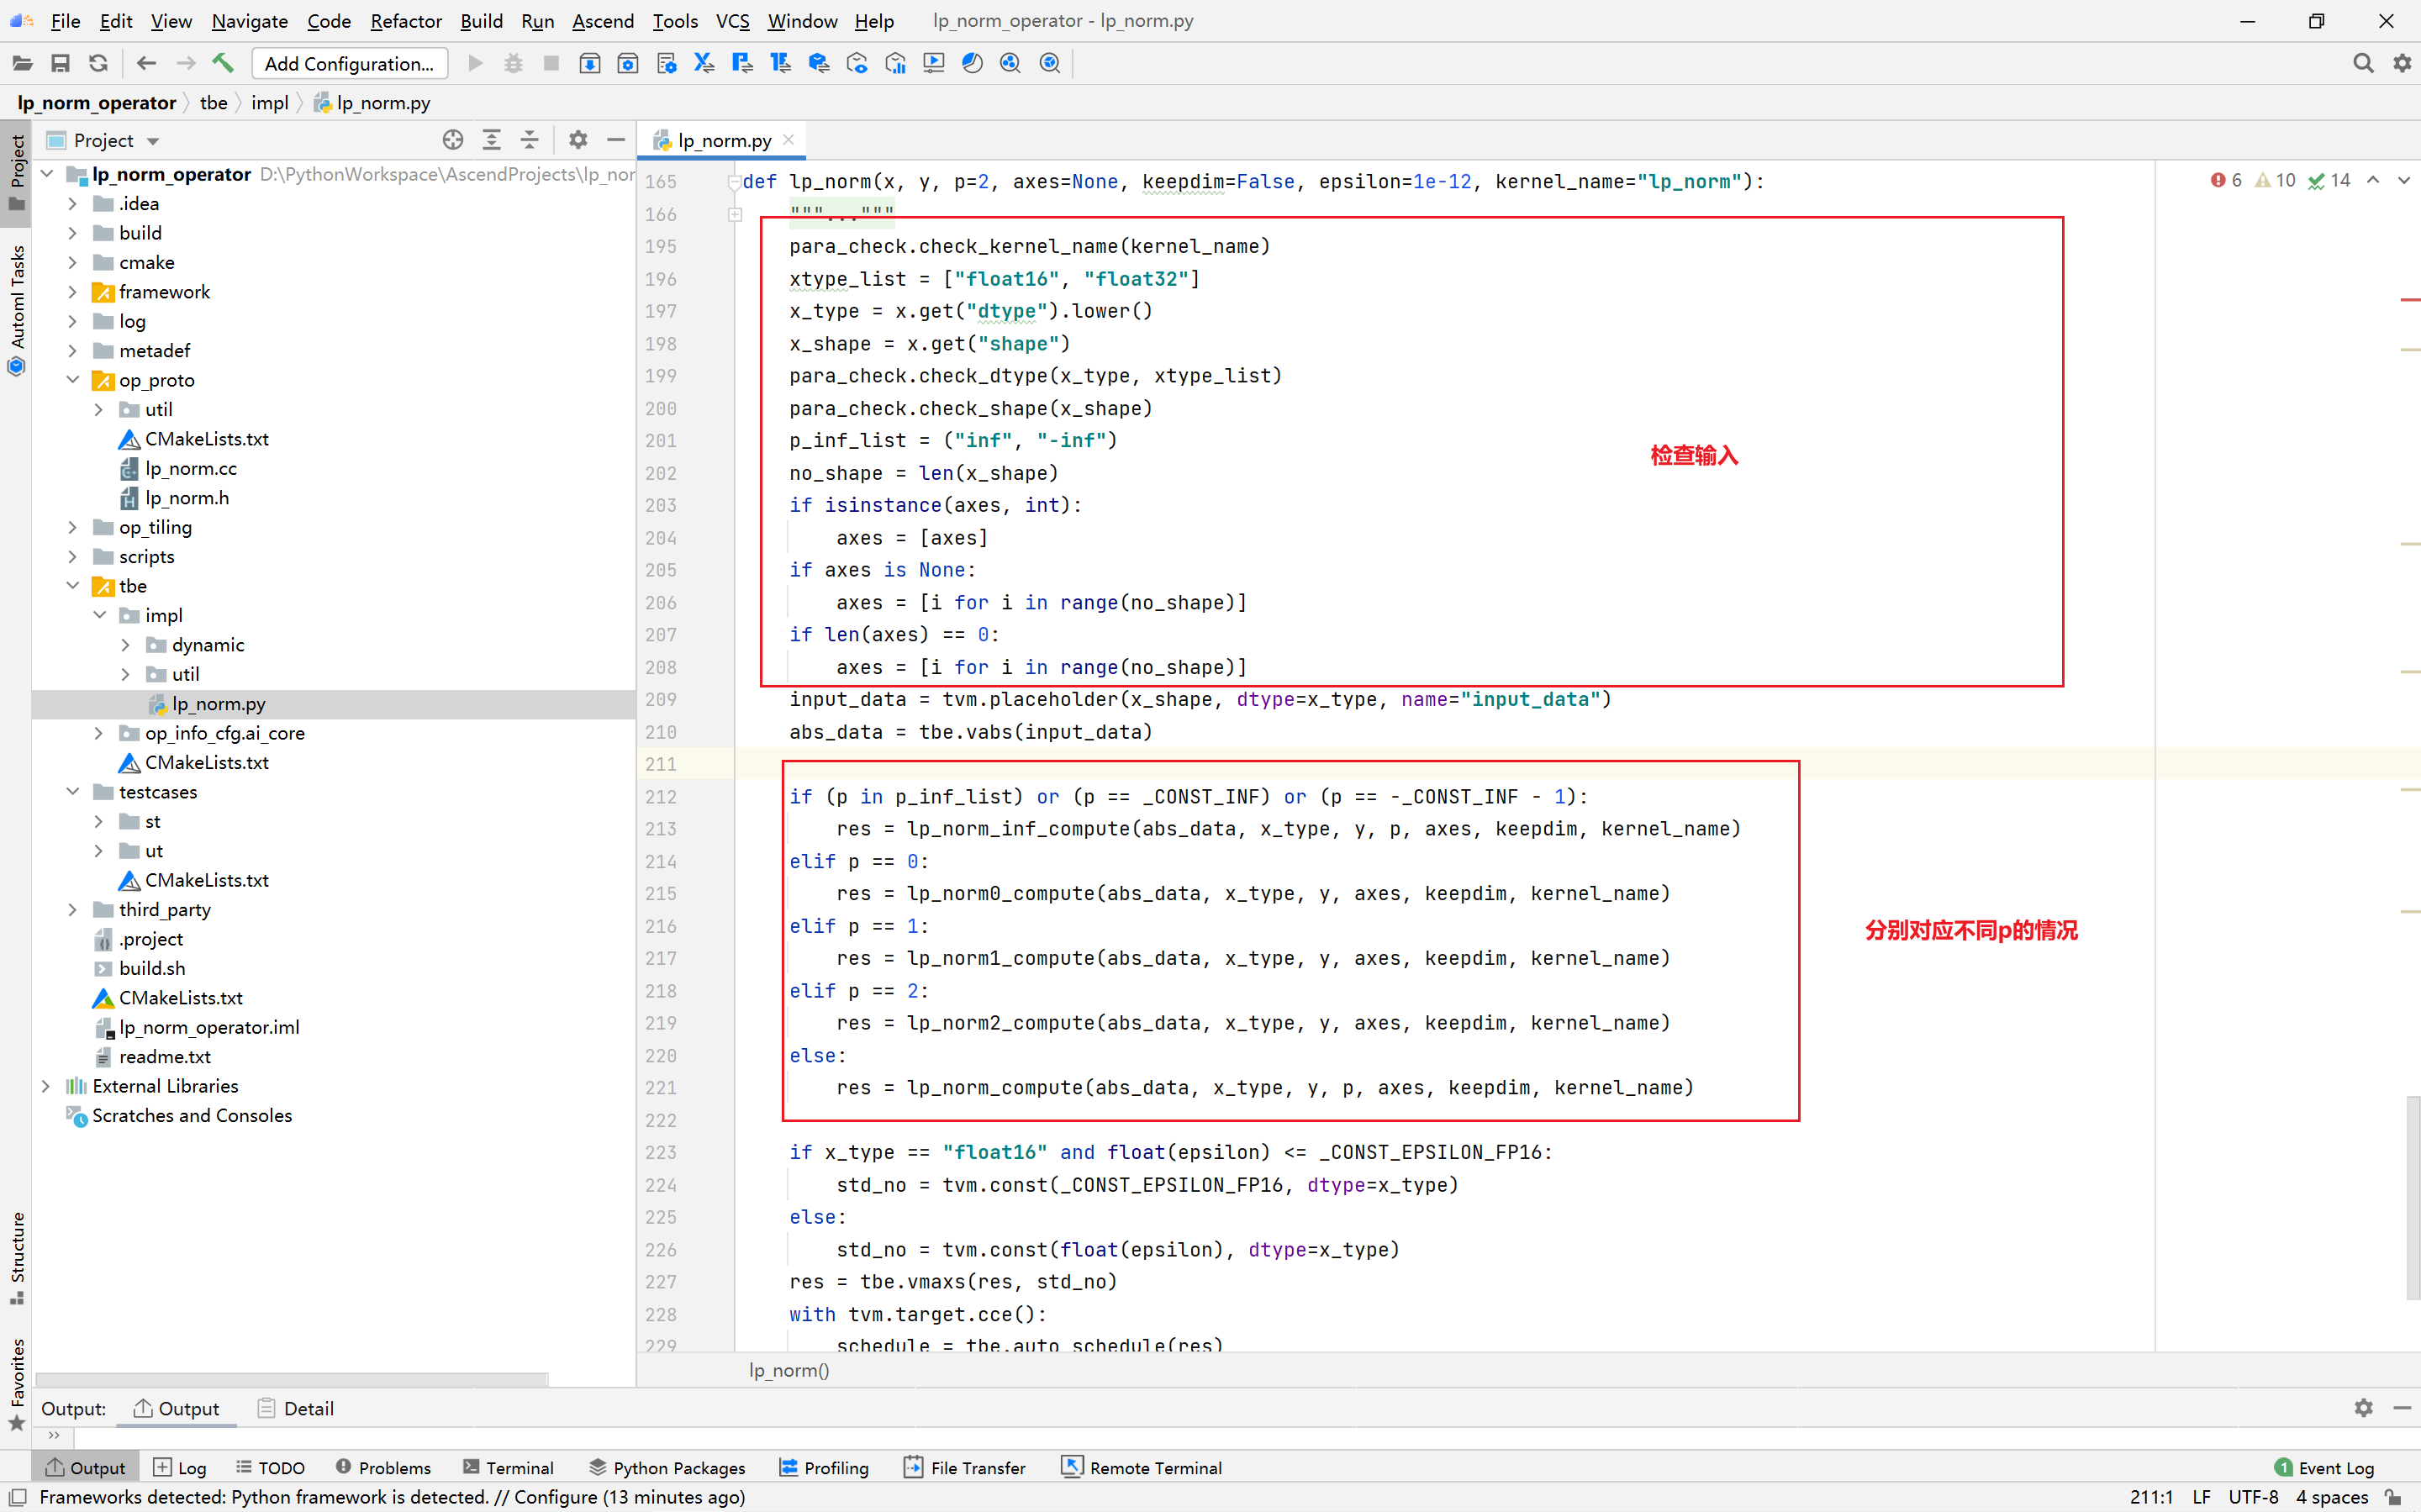 File Edit View Navigate Code Refactor Build Run Ascend Tools VCS Window Help lp_norm_operator - lp_norm.py
Add Configuration...
lp_norm_operator tbe impl lp_norm.py
Project
lp_norm.py
Project
Automl Tasks
Structure
Favorites
lp_norm_operator D:\PythonWorkspace\AscendProjects\lp_nor
.idea
build
cmake
framework
log
metadef
op_proto
util
CMakeLists.txt
lp_norm.cc
lp_norm.h
op_tiling
scripts
tbe
impl
dynamic
util
lp_norm.py
op_info_cfg.ai_core
CMakeLists.txt
testcases
st
ut
CMakeLists.txt
third_party
.project
build.sh
CMakeLists.txt
lp_norm_operator.iml
readme.txt
External Libraries
Scratches and Consoles
6 10 14
165 def lp_norm(x, y, p=2, axes=None, keepdim=False, epsilon=1e-12, kernel_name="lp_norm"):
166 """..."""
195 para_check.check_kernel_name(kernel_name)
196 xtype_list = ["float16", "float32"]
197 x_type = x.get("dtype").lower()
198 x_shape = x.get("shape")
199 para_check.check_dtype(x_type, xtype_list)
200 para_check.check_shape(x_shape)
201 p_inf_list = ("inf", "-inf")
检查输入
202 no_shape = len(x_shape)
203 if isinstance(axes, int):
204 axes = [axes]
205 if axes is None:
206 axes = [i for i in range(no_shape)]
207 if len(axes) == 0:
208 axes = [i for i in range(no_shape)]
209 input_data = tvm.placeholder(x_shape, dtype=x_type, name="input_data")
210 abs_data = tbe.vabs(input_data)
211
212 if (p in p_inf_list) or (p == _CONST_INF) or (p == -_CONST_INF - 1):
213 res = lp_norm_inf_compute(abs_data, x_type, y, p, axes, keepdim, kernel_name)
214 elif p == 0:
215 res = lp_norm0_compute(abs_data, x_type, y, axes, keepdim, kernel_name)
216 elif p == 1:
分别对应不同p的情况
217 res = lp_norm1_compute(abs_data, x_type, y, axes, keepdim, kernel_name)
218 elif p == 2:
219 res = lp_norm2_compute(abs_data, x_type, y, axes, keepdim, kernel_name)
220 else:
221 res = lp_norm_compute(abs_data, x_type, y, p, axes, keepdim, kernel_name)
222
223 if x_type == "float16" and float(epsilon) <= _CONST_EPSILON_FP16:
224 std_no = tvm.const(_CONST_EPSILON_FP16, dtype=x_type)
225 else:
226 std_no = tvm.const(float(epsilon), dtype=x_type)
227 res = tbe.vmaxs(res, std_no)
228 with tvm.target.cce():
229 schedule = tbe.auto_schedule(res)
lp_norm()
Output: Output Detail
Output Log TODO Problems Terminal Python Packages Profiling File Transfer Remote Terminal 1 Event Log
Frameworks detected: Python framework is detected. // Configure (13 minutes ago) 211:1 LF UTF-8 4 spaces